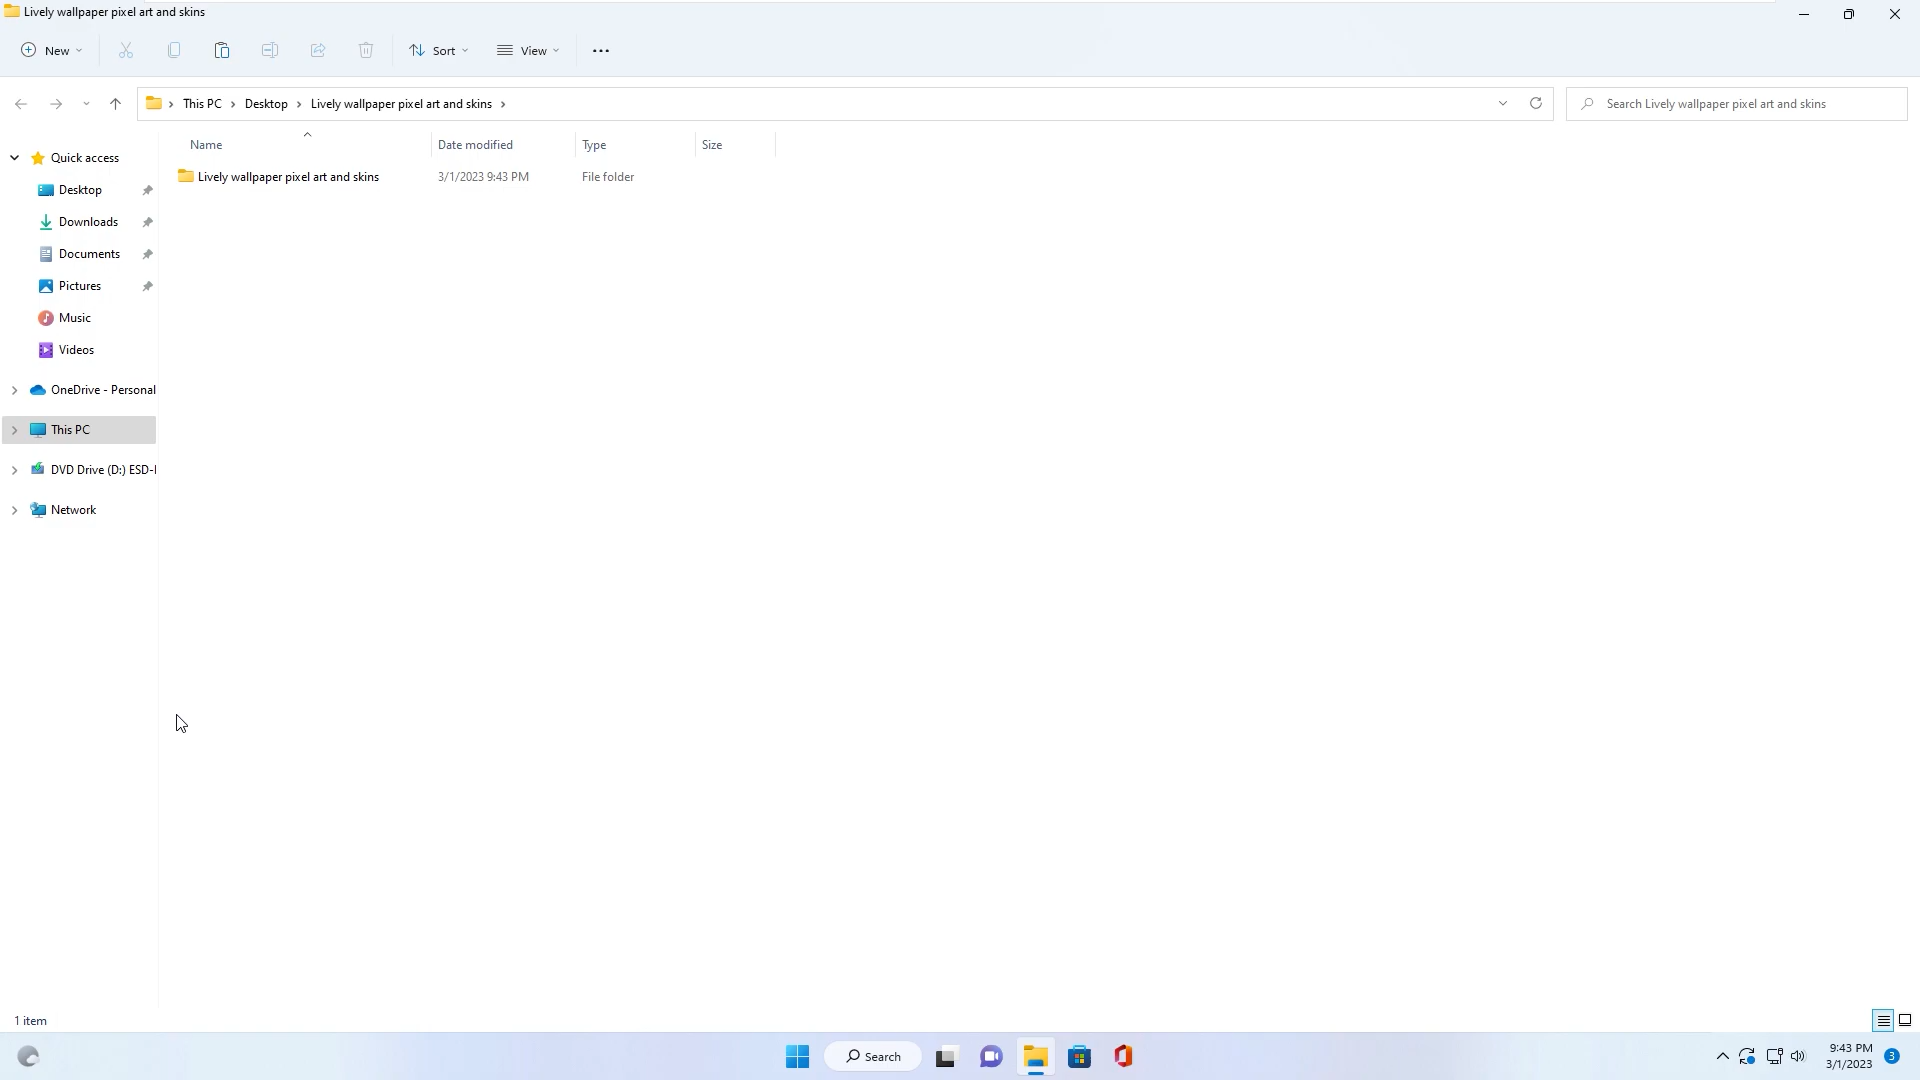 Lively wallpaper pixel art and skins
New
Sort
View
This PC
Desktop
Lively wallpaper pixel art and skins
Search Lively wallpaper pixel art and skins
Name
Date modified
Type
Size
Lively wallpaper pixel art and skins
3/1/2023 9:43 PM
File folder
Quick access
Desktop
Downloads
Documents
Pictures
Music
Videos
OneDrive - Personal
This PC
DVD Drive (D:) ESD-I
Network
1 item
Search
9:43 PM
3/1/2023
3